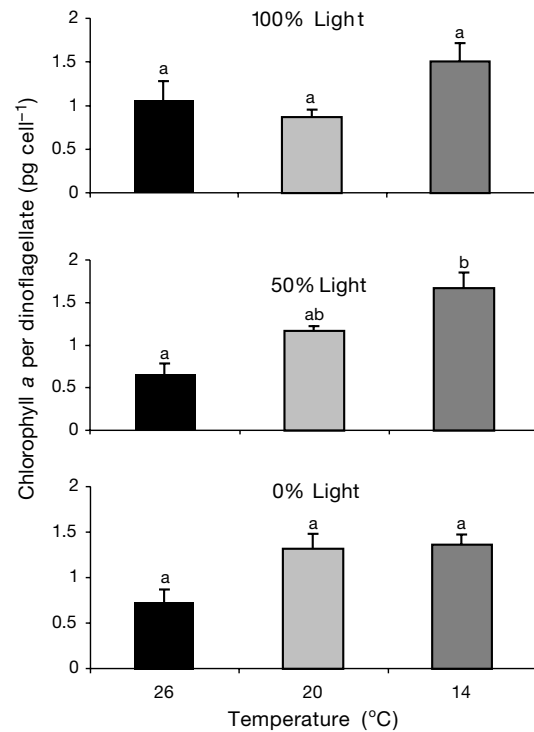 Chlorophyll a per dinoflagellate (pg cell⁻¹)
100% Light
2
1.5
1
0.5
0
a
a
a
50% Light
2
1.5
1
0.5
0
a
ab
b
0% Light
2
1.5
1
0.5
0
a
a
a
26
20
14
Temperature (°C)